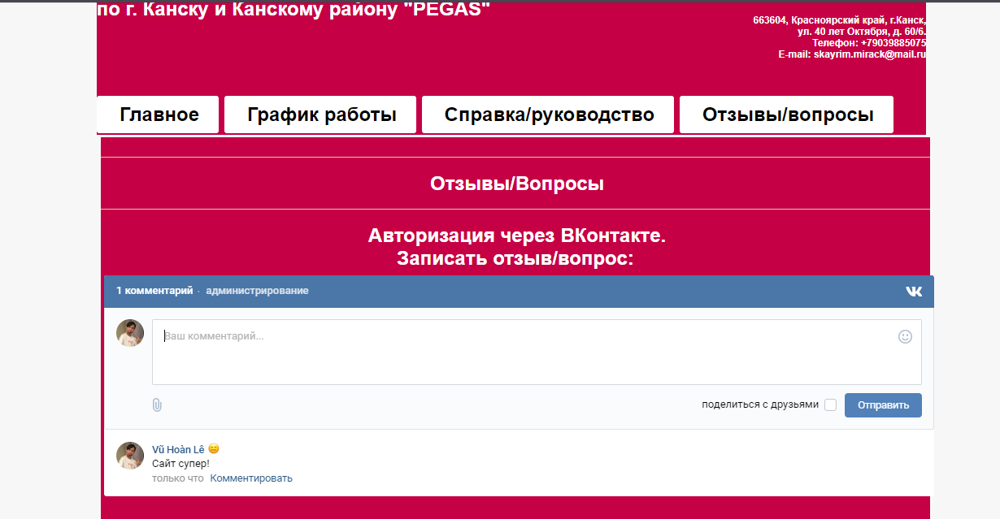 по г. Канску и Канскому району "PEGAS"
663604, Красноярский край, г.Канск,
ул. 40 лет Октября, д. 60/6.
Телефон: +79039885075
E-mail: skayrim.mirack@mail.ru
Главное График работы Справка/руководство Отзывы/вопросы
Отзывы/Вопросы
Авторизация через ВКонтакте.
Записать отзыв/вопрос:
1 комментарий · администрирование
Ваш комментарий...
поделиться с друзьями Отправить
Vũ Hoàn Lê 😊
Сайт супер!
только что Комментировать